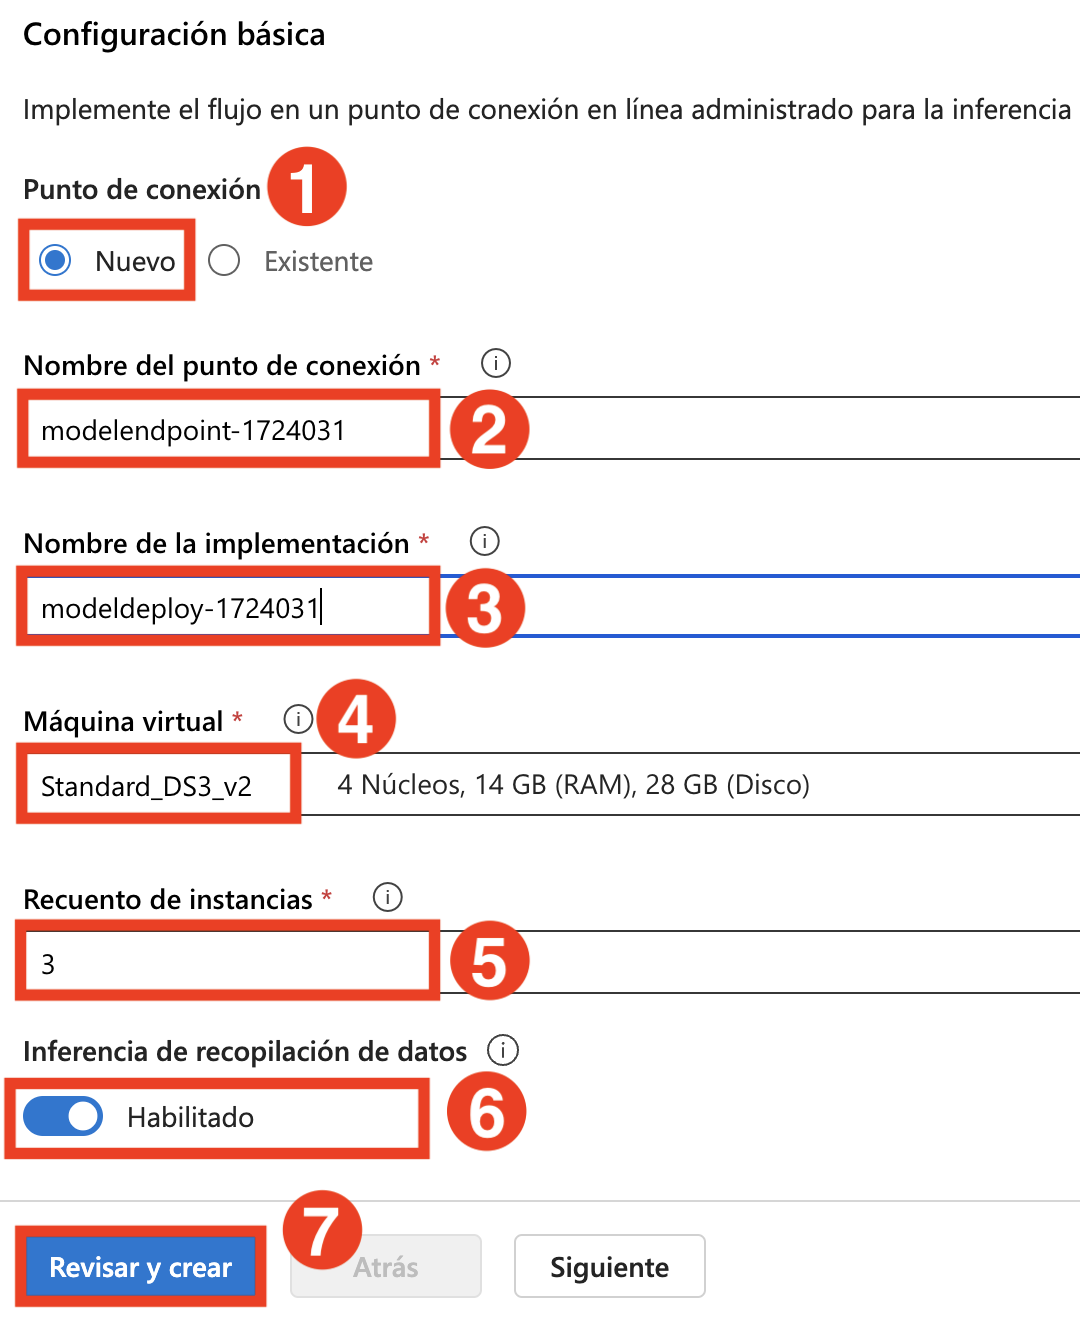 Configuración básica
Implemente el flujo en un punto de conexión en línea administrado para la inferencia
Punto de conexión 1
Nuevo Existente
Nombre del punto de conexión * i
modelendpoint-1724031 2
Nombre de la implementación * i
modeldeploy-1724031 3
Máquina virtual * i 4
Standard_DS3_v2 4 Núcleos, 14 GB (RAM), 28 GB (Disco)
Recuento de instancias * i
3 5
Inferencia de recopilación de datos i
Habilitado 6
7
Revisar y crear Atrás Siguiente